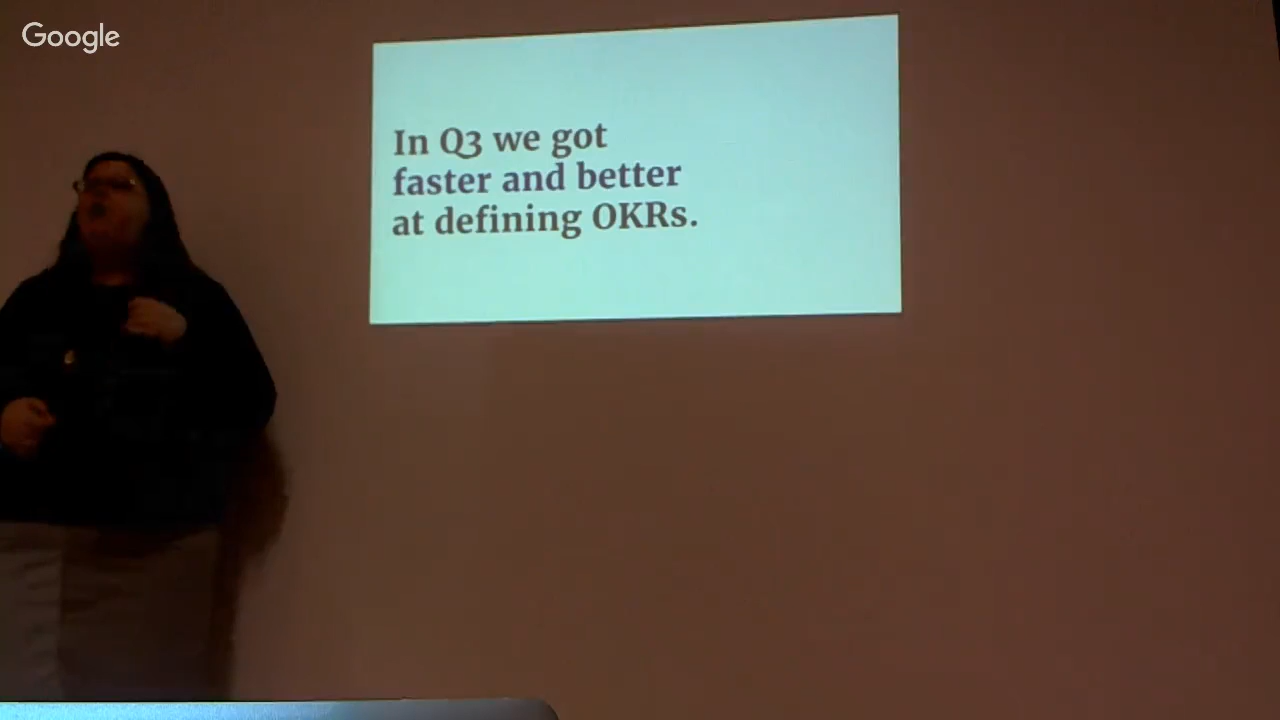 Google
In Q3 we got
faster and better
at defining OKRs.